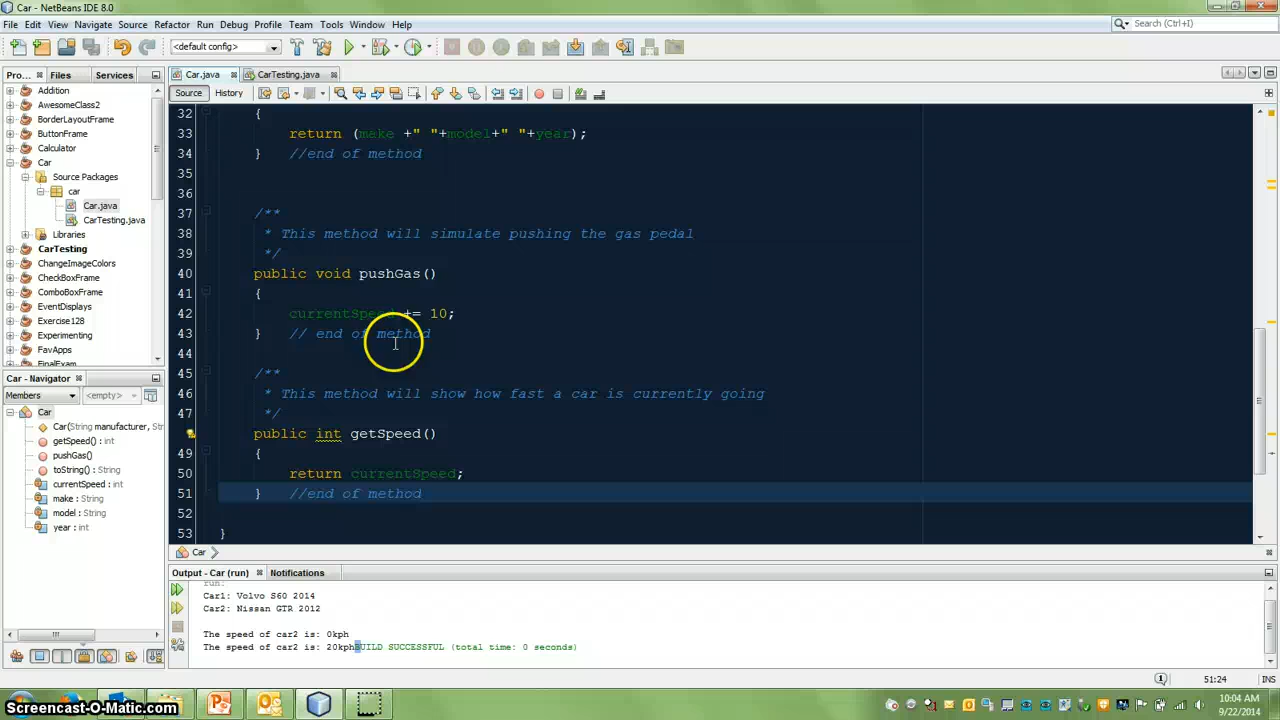 Car - NetBeans IDE 8.0
File Edit View Navigate Source Refactor Run Debug Profile Team Tools Window Help
Search (Ctrl+I)
<default config>
Pro... Files Services
Car.java CarTesting.java
Source History
Addition
AwesomeClass2
BorderLayoutFrame
ButtonFrame
Calculator
Car
Source Packages
car
Car.java
CarTesting.java
Libraries
CarTesting
ChangeImageColors
CheckBoxFrame
ComboBoxFrame
EventDisplays
Exercise128
Experimenting
FavApps
FinalExam
Car - Navigator
Members <empty>
Car
Car(String manufacturer, Str
getSpeed() : int
pushGas()
toString() : String
currentSpeed : int
make : String
model : String
year : int
32 {
33 return (make +" "+model+" "+year);
34 } //end of method
35
36
37 /**
38 * This method will simulate pushing the gas pedal
39 */
40 public void pushGas()
41 {
42 currentSpeed += 10;
43 } // end of method
44
45 /**
46 * This method will show how fast a car is currently going
47 */
public int getSpeed()
49 {
50 return currentSpeed;
51 } //end of method
52
53 }
Car
Output - Car (run) Notifications
run:
Car1: Volvo S60 2014
Car2: Nissan GTR 2012
The speed of car2 is: 0kph
The speed of car2 is: 20kphBUILD SUCCESSFUL (total time: 0 seconds)
51:24 INS
Screencast-O-Matic.com
10:04 AM
9/22/2014